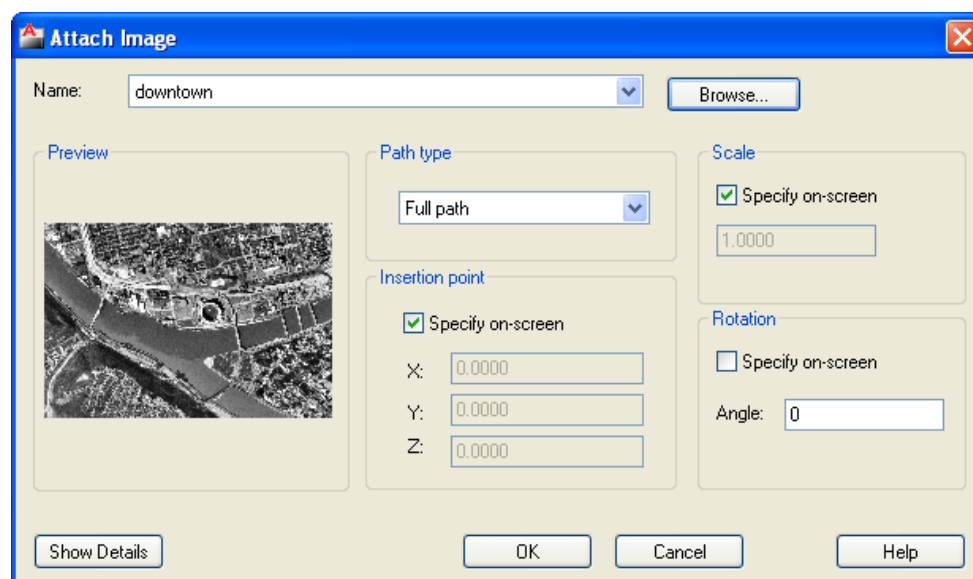 Attach Image
Name: downtown Browse...
Preview
Path type
Full path
Insertion point
Specify on-screen
X: 0.0000
Y: 0.0000
Z: 0.0000
Scale
Specify on-screen
1.0000
Rotation
Specify on-screen
Angle: 0
Show Details OK Cancel Help